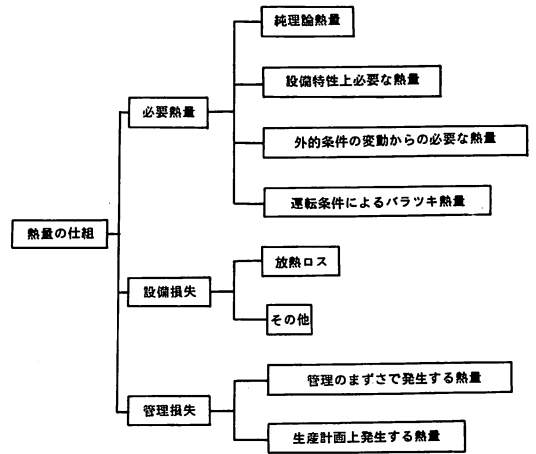 純理論熱量
設備特性上必要な熱量
必要熱量
外的条件の変動からの必要な熱量
運転条件によるバラツキ熱量
熱量の仕組
放熱ロス
設備損失
その他
管理のまずさで発生する熱量
管理損失
生産計画上発生する熱量